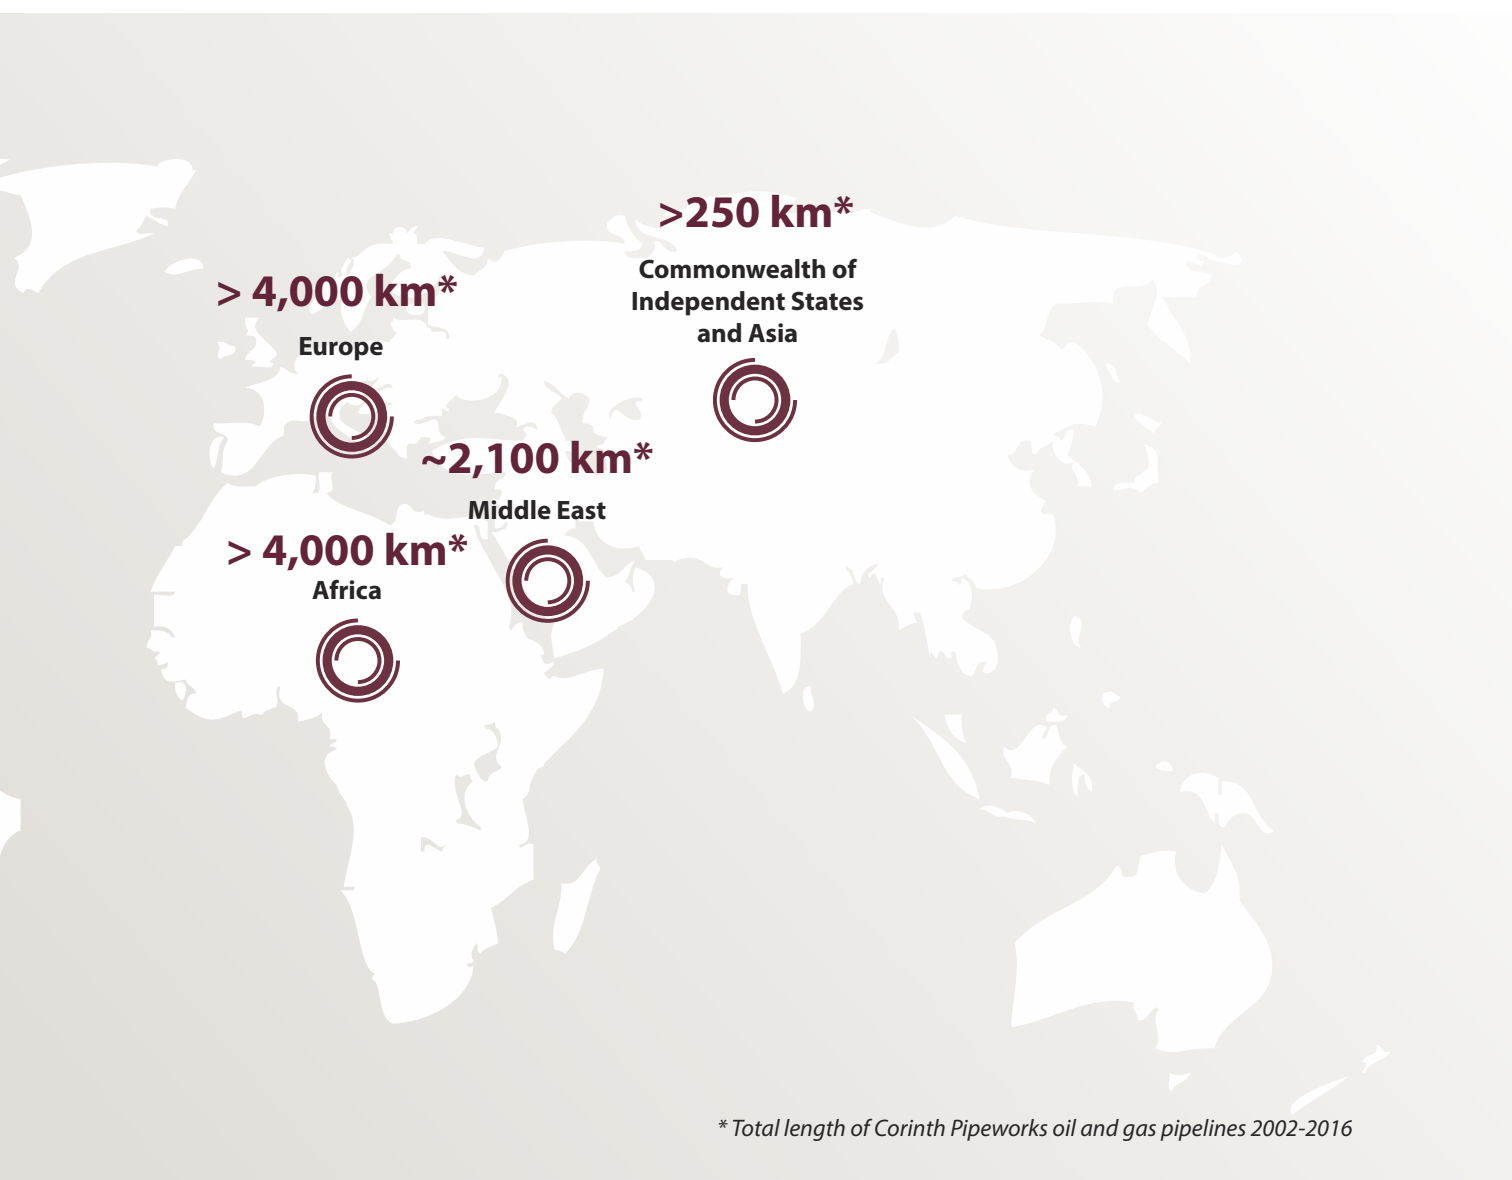 >250 km*
Commonwealth of
Independent States
and Asia
> 4,000 km*
Europe
~2,100 km*
Middle East
> 4,000 km*
Africa
* Total length of Corinth Pipeworks oil and gas pipelines 2002-2016